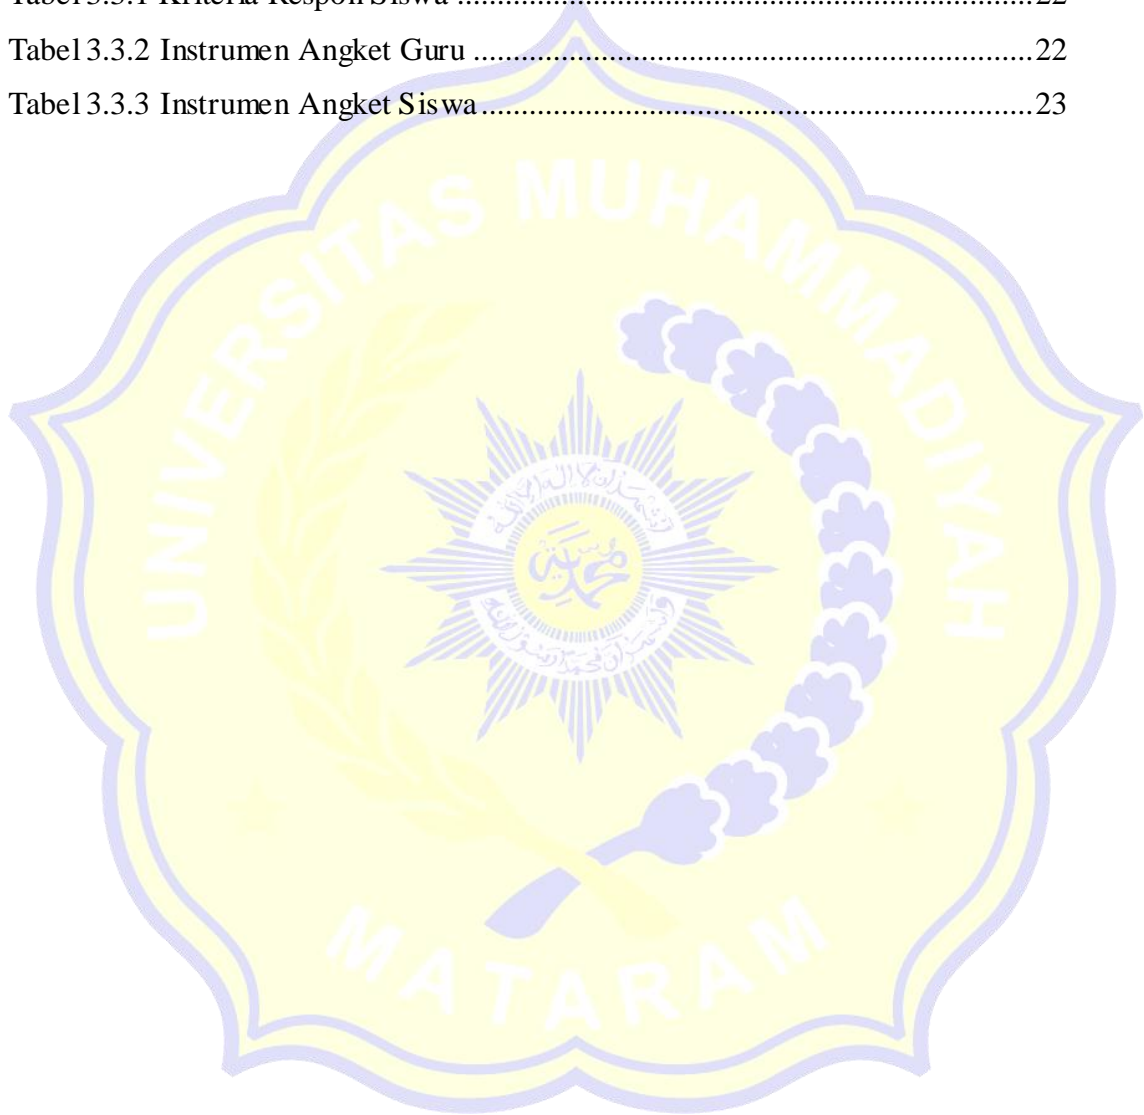 Tabel 3.3.1 Kriteria Respon Siswa ........................................................................ 22
Tabel 3.3.2 Instrumen Angket Guru ...................................................................... 22
Tabel 3.3.3 Instrumen Angket Siswa ..................................................................... 23
UNIVERSITAS MUHAMMADIYAH
MATARAM